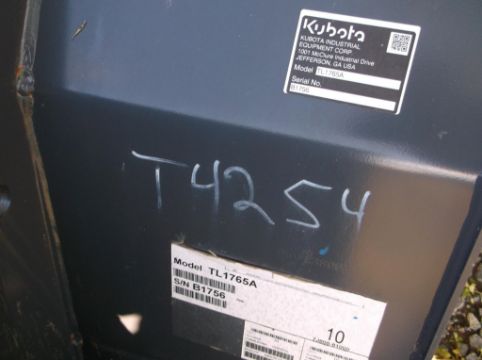 Kubota
KUBOTA INDUSTRIAL
EQUIPMENT CORP.
1001 McClure Industrial Drive
JEFFERSON, GA USA
Model TL1765A
Serial No.
B1756
T4254
Model TL1765A
S/N B1756
10